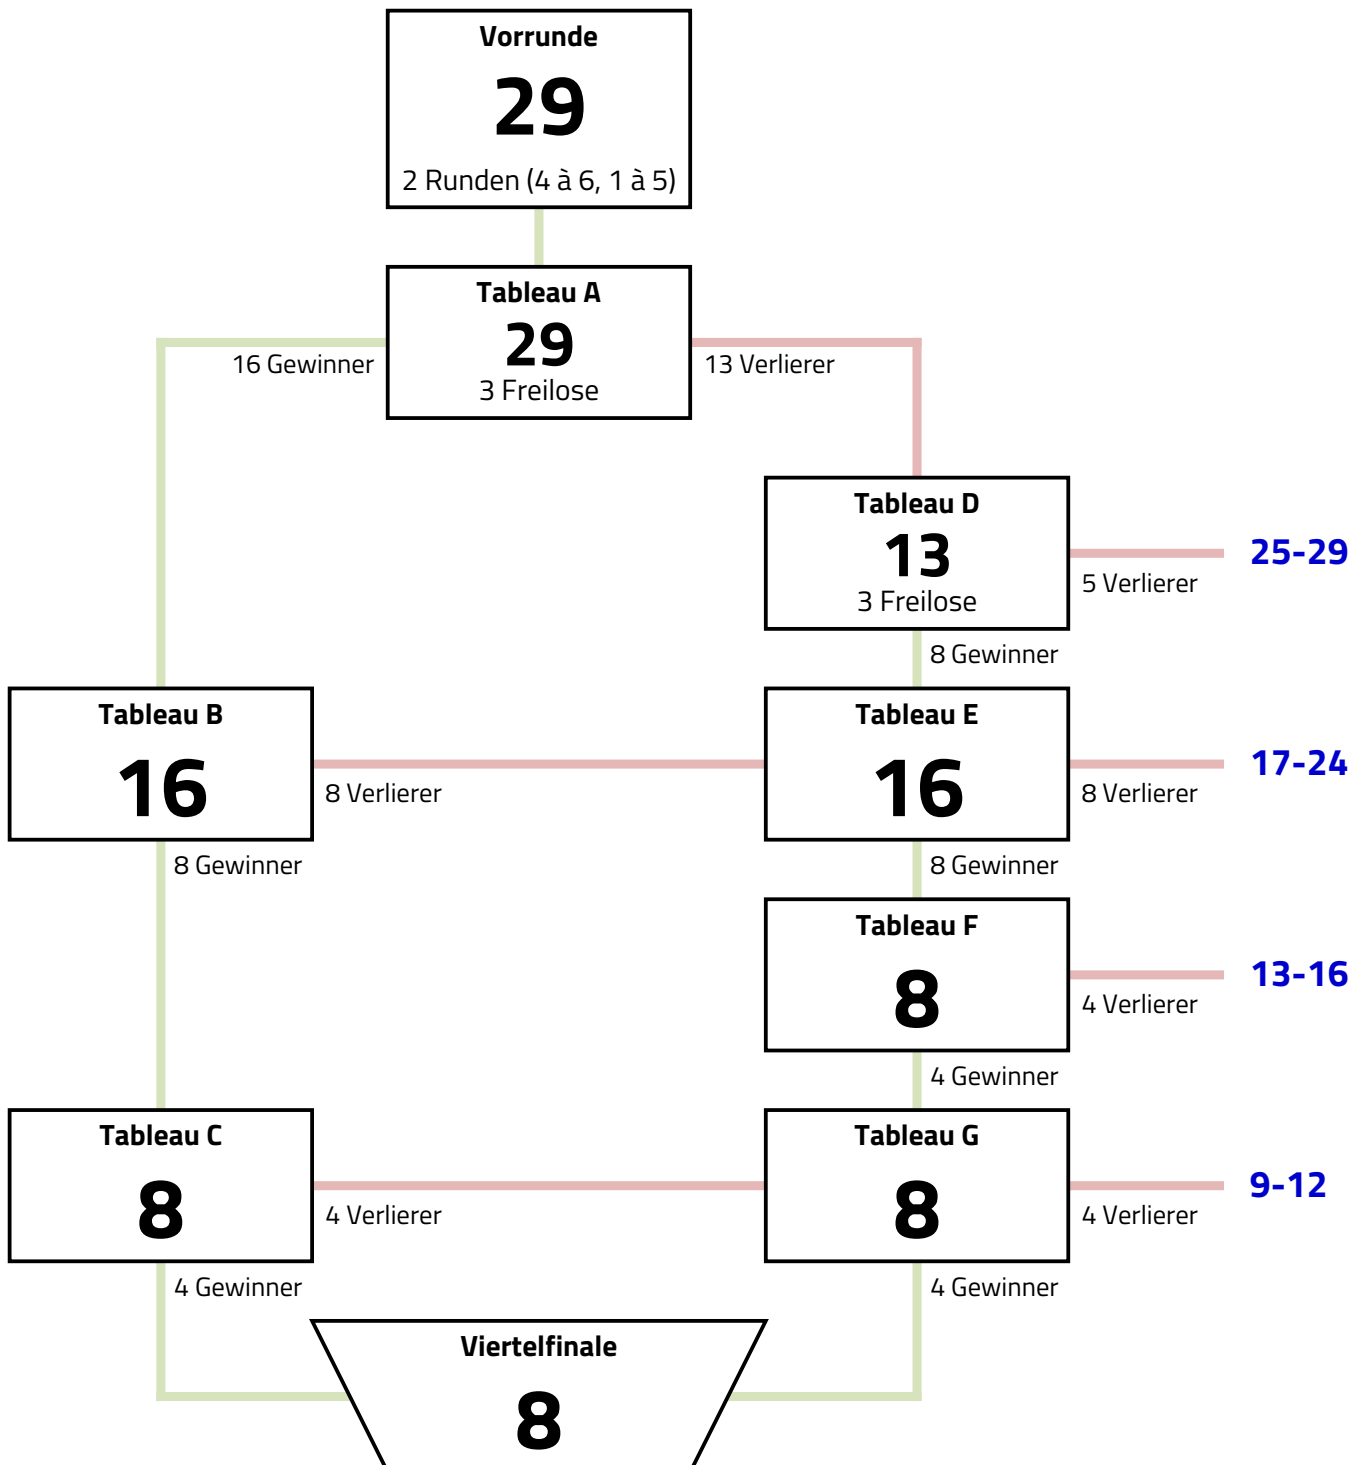 Vorrunde
29
2 Runden (4 à 6, 1 à 5)
Tableau A
29
3 Freilose
16 Gewinner
13 Verlierer
Tableau D
13
3 Freilose
25-29
5 Verlierer
8 Gewinner
Tableau B
16
8 Verlierer
Tableau E
16
17-24
8 Verlierer
8 Gewinner
8 Gewinner
Tableau F
8
13-16
4 Verlierer
4 Gewinner
Tableau C
8
4 Verlierer
Tableau G
8
9-12
4 Verlierer
4 Gewinner
4 Gewinner
Viertelfinale
8